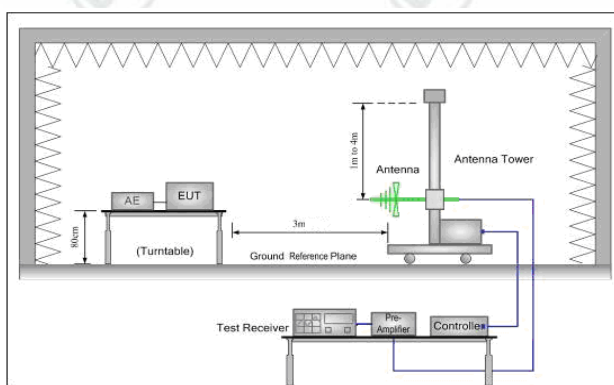 1m to 4m
Antenna
Antenna Tower
AE
EUT
80cm
(Turntable)
3m
Ground Reference Plane
Test Receiver
Pre-
Amplifier
Controller